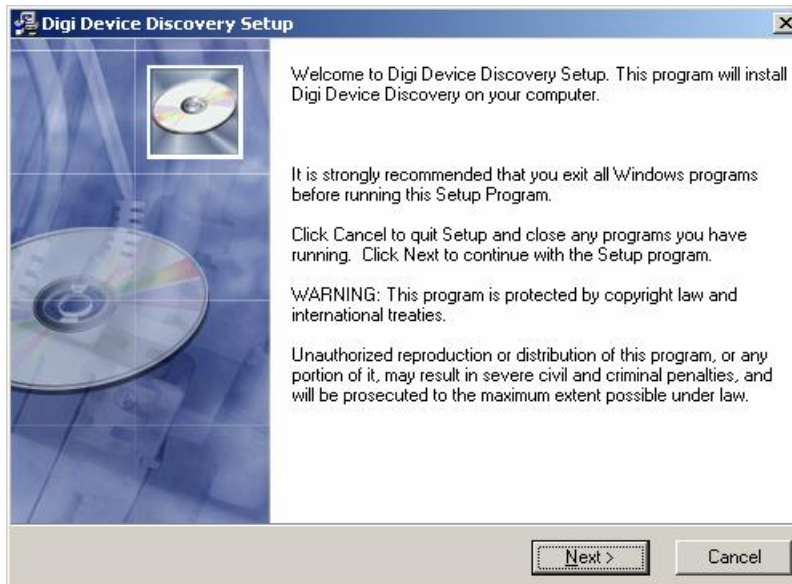 Digi Device Discovery Setup
Welcome to Digi Device Discovery Setup. This program will install
Digi Device Discovery on your computer.
It is strongly recommended that you exit all Windows programs
before running this Setup Program.
Click Cancel to quit Setup and close any programs you have
running. Click Next to continue with the Setup program.
WARNING: This program is protected by copyright law and
international treaties.
Unauthorized reproduction or distribution of this program, or any
portion of it, may result in severe civil and criminal penalties, and
will be prosecuted to the maximum extent possible under law.
Next >
Cancel